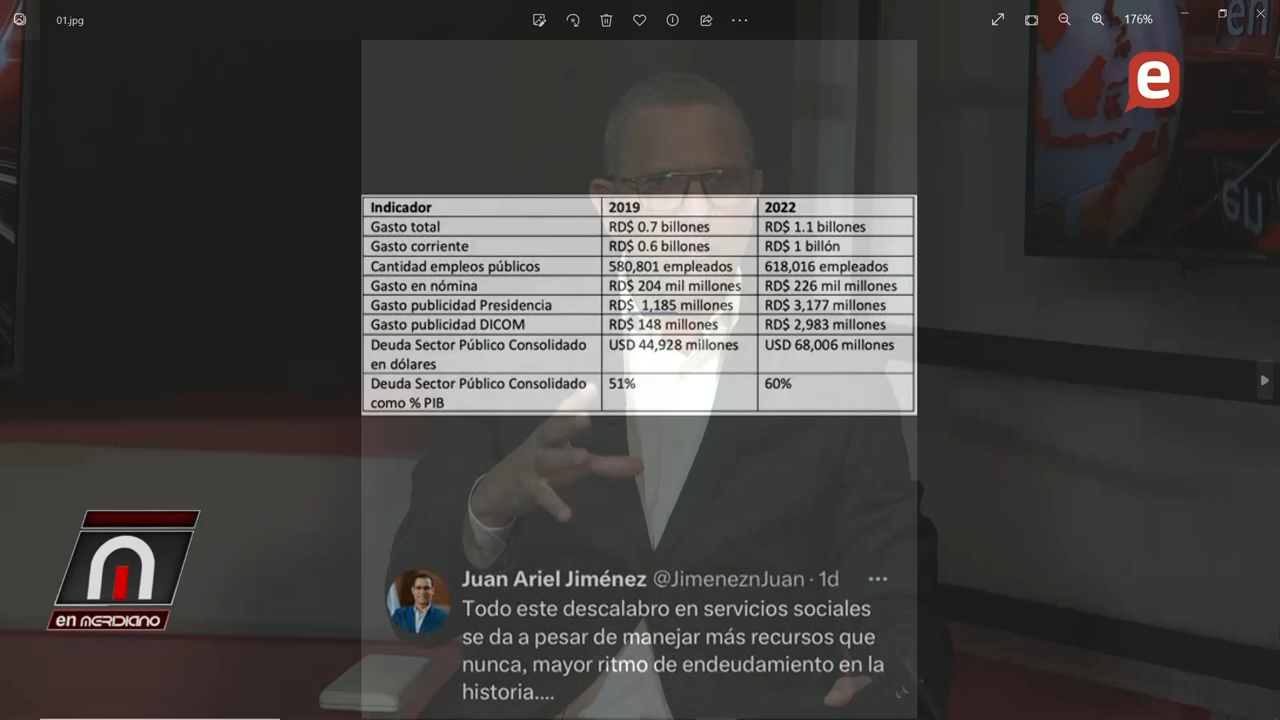 01.jpg
176%
en
e
Indicador 2019 2022
Gasto total RD$ 0.7 billones RD$ 1.1 billones
Gasto corriente RD$ 0.6 billones RD$ 1 billón
Cantidad empleos públicos 580,801 empleados 618,016 empleados
Gasto en nómina RD$ 204 mil millones RD$ 226 mil millones
Gasto publicidad Presidencia RD$ 1,185 millones RD$ 3,177 millones
Gasto publicidad DICOM RD$ 148 millones RD$ 2,983 millones
Deuda Sector Público Consolidado USD 44,928 millones USD 68,006 millones
en dólares
Deuda Sector Público Consolidado 51% 60%
como % PIB
en MERIDIANO
Juan Ariel Jiménez @JimeneznJuan · 1d ...
Todo este descalabro en servicios sociales
se da a pesar de manejar más recursos que
nunca, mayor ritmo de endeudamiento en la
historia....